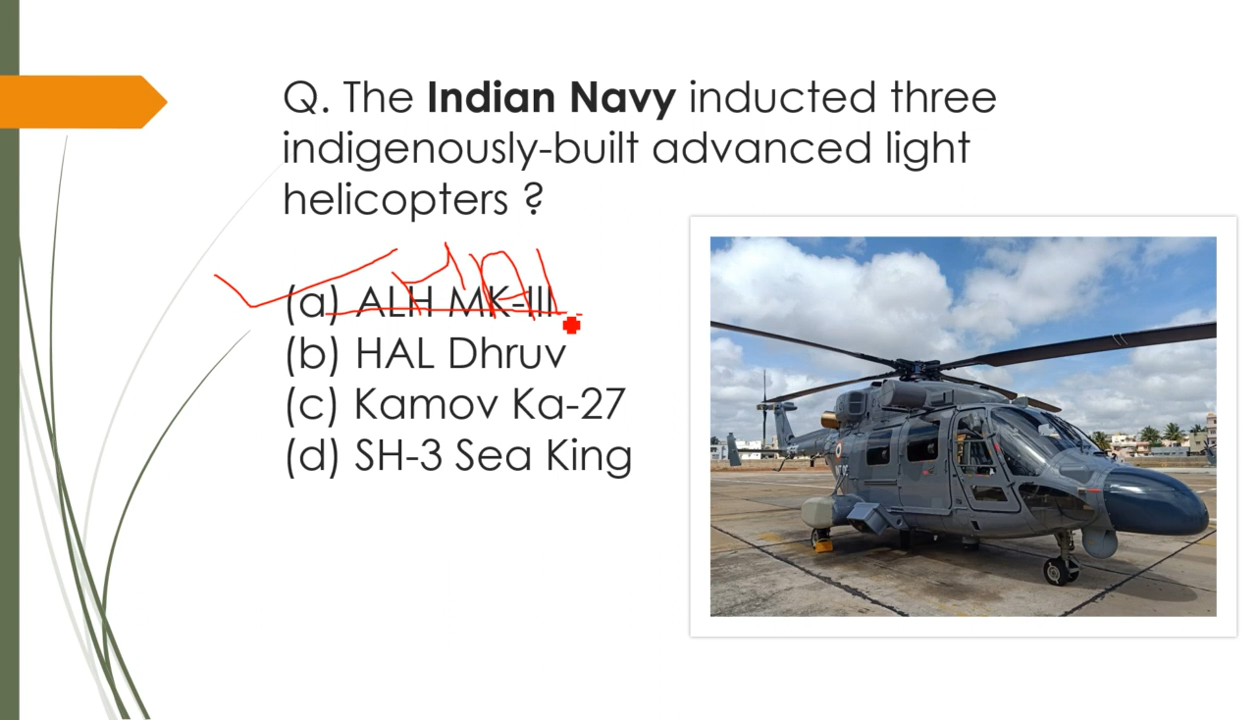 Q. The Indian Navy inducted three
indigenously-built advanced light
helicopters ?
(a) ALH MK-III
(b) HAL Dhruv
(c) Kamov Ka-27
(d) SH-3 Sea King